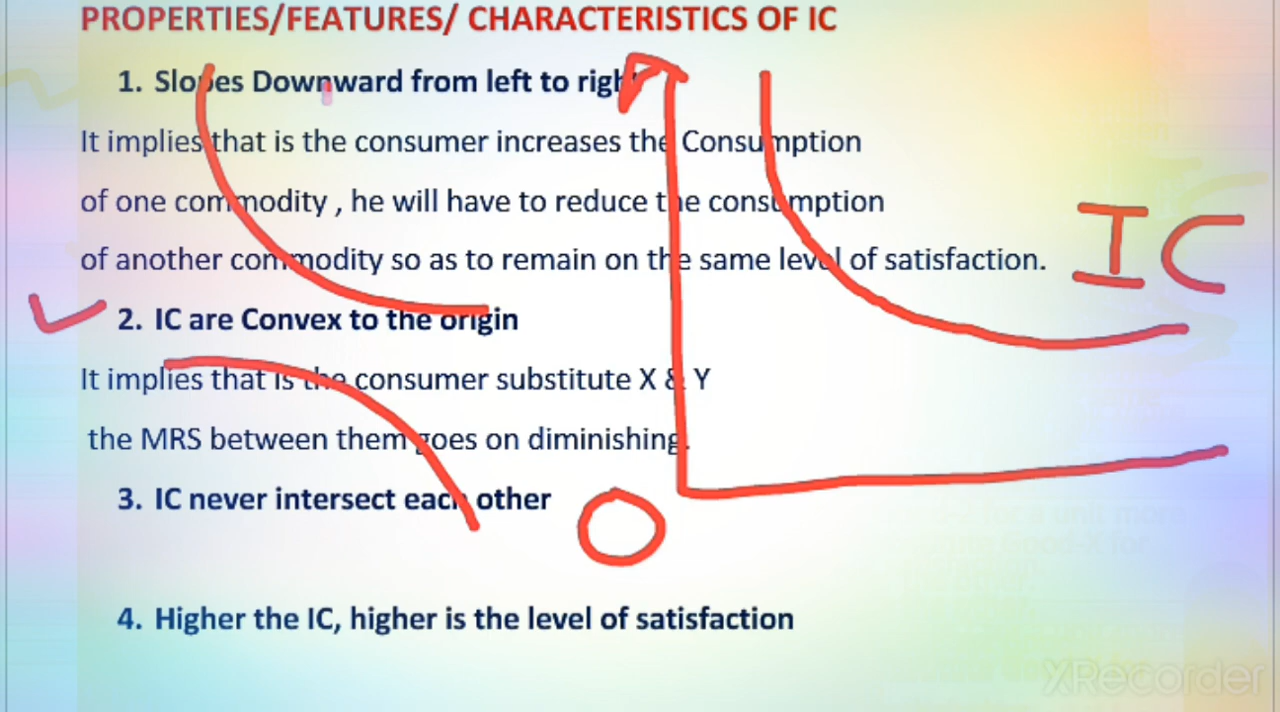 PROPERTIES/FEATURES/ CHARACTERISTICS OF IC
1. Slopes Downward from left to right
It implies that is the consumer increases the Consumption
of one commodity , he will have to reduce the consumption
of another commodity so as to remain on the same level of satisfaction.
IC
2. IC are Convex to the origin
It implies that is the consumer substitute X & Y
the MRS between them goes on diminishing.
3. IC never intersect each other
O
4. Higher the IC, higher is the level of satisfaction
XRecorder